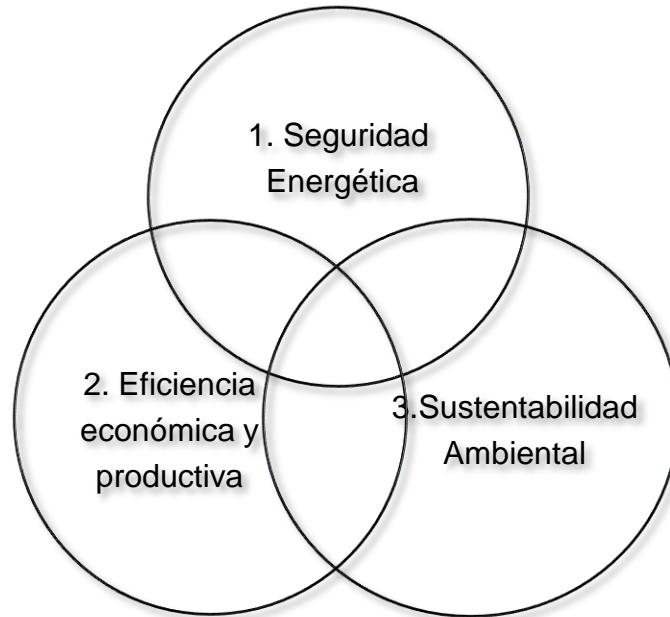 1. Seguridad
Energética
2. Eficiencia
económica y
productiva
3.Sustentabilidad
Ambiental